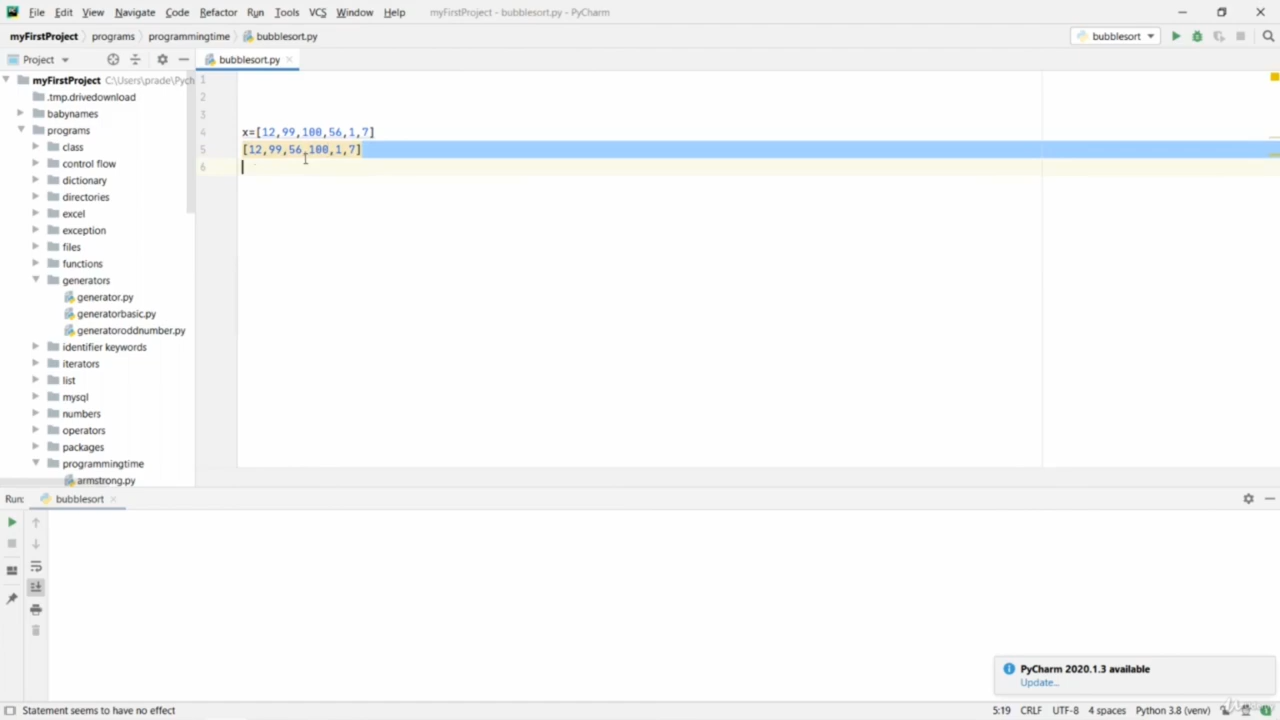 File Edit View Navigate Code Refactor Run Tools VCS Window Help myFirstProject - bubblesort.py - PyCharm
myFirstProject programs programmingtime bubblesort.py bubblesort
Project bubblesort.py
myFirstProject C:\Users\prade\Pych
.tmp.drivedownload
babynames
programs
class
control flow
dictionary
directories
excel
exception
files
functions
generators
generator.py
generatorbasic.py
generatoroddnumber.py
identifier keywords
iterators
list
mysql
numbers
operators
packages
programmingtime
armstrong.py
1
2
3
4 x=[12,99,100,56,1,7]
5 [12,99,56,100,1,7]
6
Run: bubblesort
PyCharm 2020.1.3 available
Update...
Statement seems to have no effect 5:19 CRLF UTF-8 4 spaces Python 3.8 (venv)